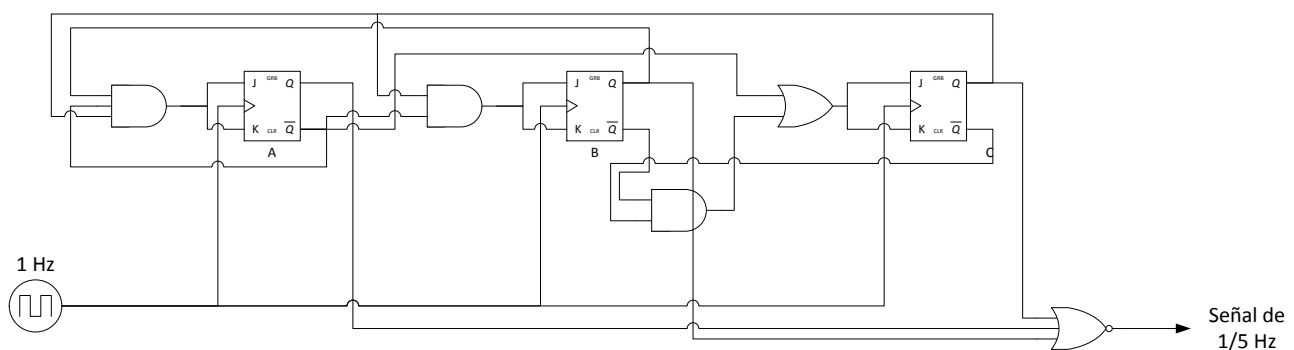 J GRB Q
K CLR Q
A
J GRB Q
K CLR Q
B
J GRB Q
K CLR Q
C
1 Hz
Señal de
1/5 Hz